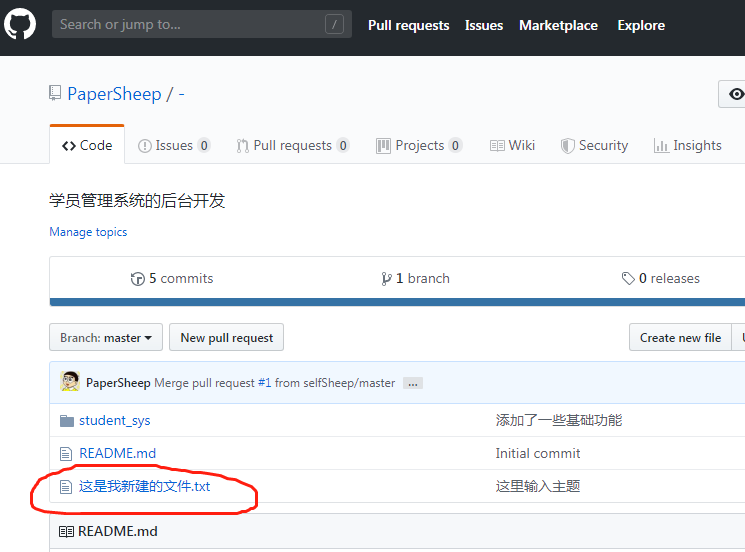 Search or jump to... /
Pull requests Issues Marketplace Explore
PaperSheep / -
Code Issues 0 Pull requests 0 Projects 0 Wiki Security Insights
学员管理系统的后台开发
Manage topics
5 commits 1 branch 0 releases
Branch: master New pull request Create new file
PaperSheep Merge pull request #1 from selfSheep/master ...
student_sys 添加了一些基础功能
README.md Initial commit
这是我新建的文件.txt 这里输入主题
README.md